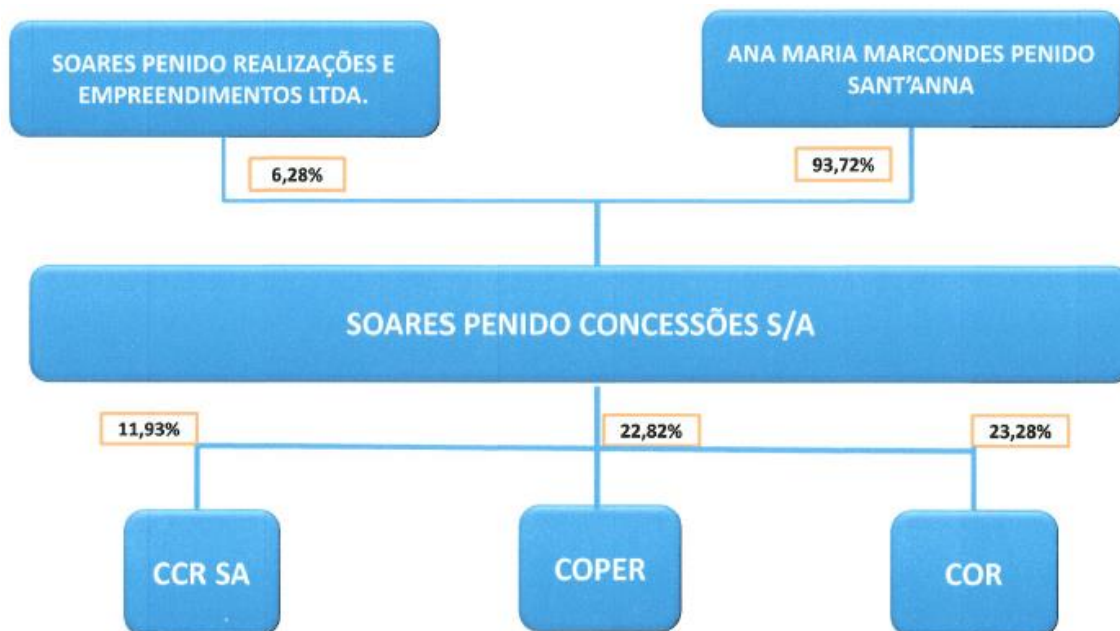 SOARES PENIDO REALIZAÇÕES E
EMPREENDIMENTOS LTDA.
ANA MARIA MARCONDES PENIDO
SANT'ANNA
6,28%
93,72%
SOARES PENIDO CONCESSÕES S/A
11,93%
22,82%
23,28%
CCR SA
COPER
COR